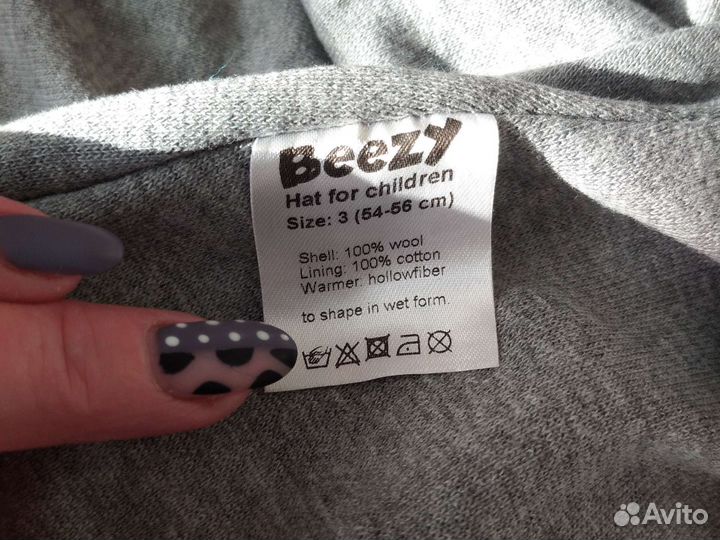 Beezy
Hat for children
Size: 3 (54-56 cm)
Shell: 100% wool
Lining: 100% cotton
Warmer: hollowfiber
to shape in wet form.
Avito